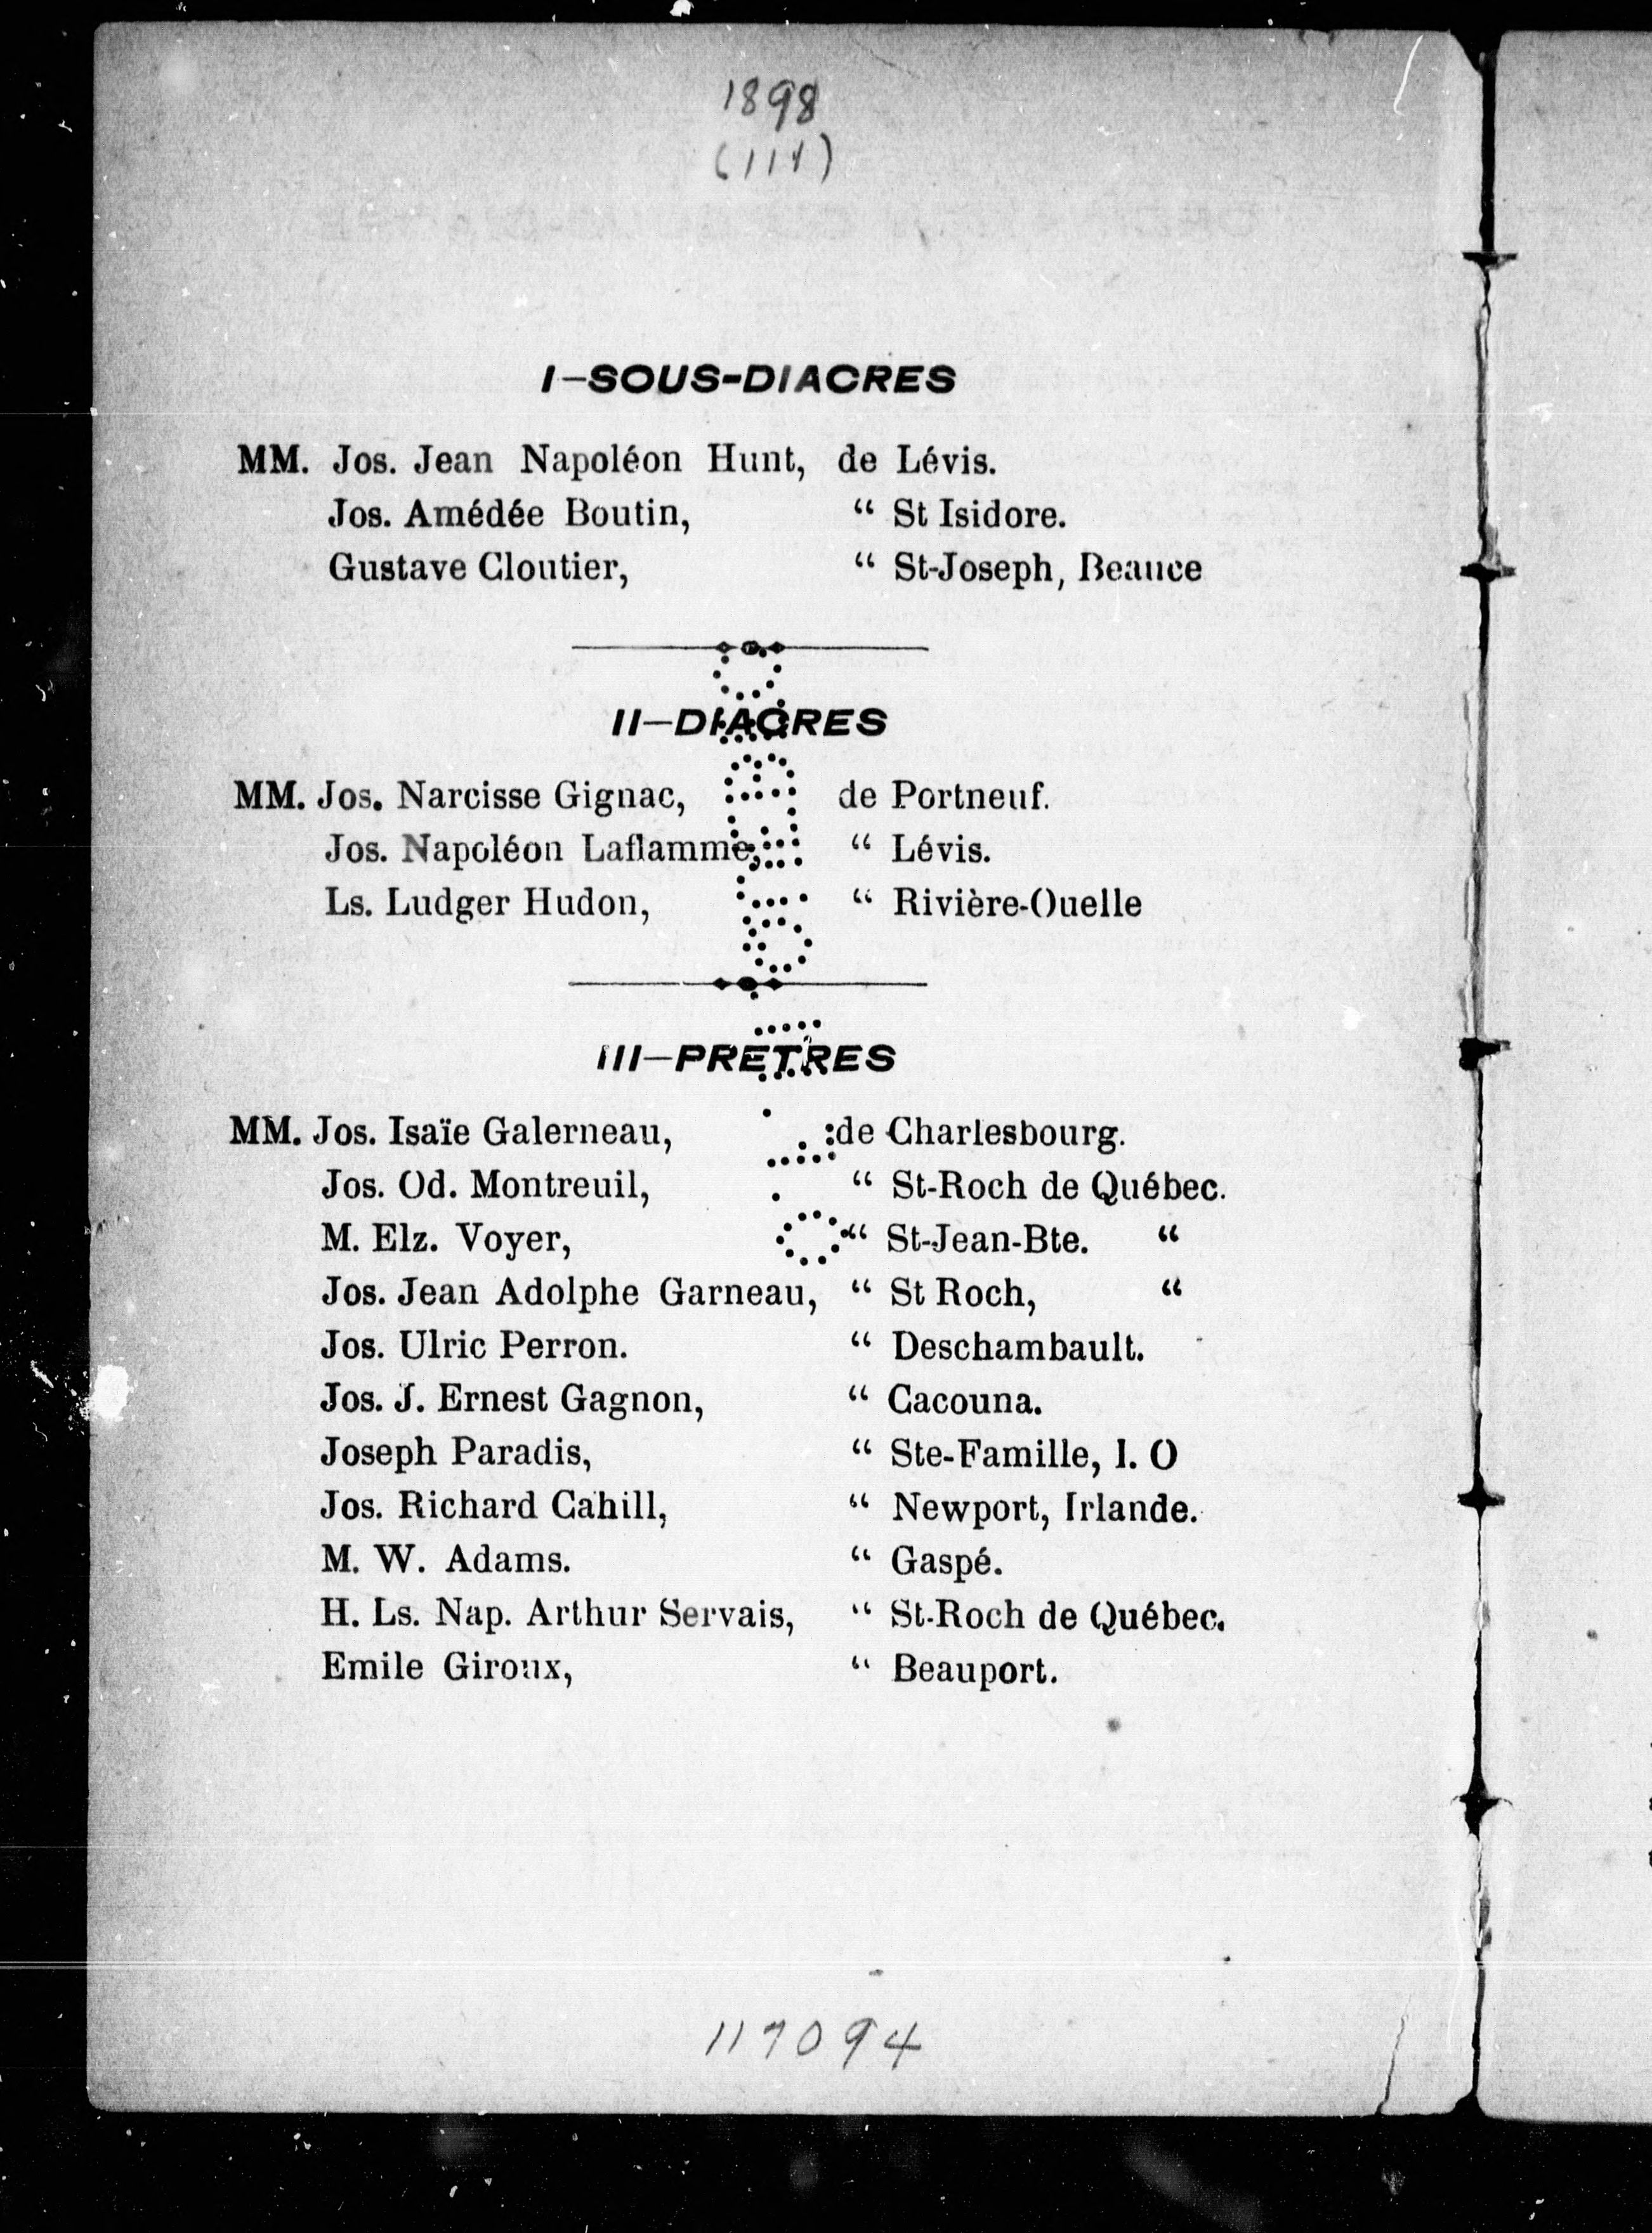 1898
(111)
I—SOUS-DIACRES
MM. Jos. Jean Napoléon Hunt, de Lévis.
Jos. Amédée Boutin, “ St Isidore.
Gustave Cloutier, “ St-Joseph, Beauce
II—DIACRES
MM. Jos. Narcisse Gignac, de Portneuf.
Jos. Napoléon Laflamme, “ Lévis.
Ls. Ludger Hudon, “ Rivière-Ouelle
III—PRETRES
MM. Jos. Isaïe Galerneau, de Charlesbourg.
Jos. Od. Montreuil, “ St-Roch de Québec.
M. Elz. Voyer, “ St-Jean-Bte. “
Jos. Jean Adolphe Garneau, “ St Roch, “
Jos. Ulric Perron. “ Deschambault.
Jos. J. Ernest Gagnon, “ Cacouna.
Joseph Paradis, “ Ste-Famille, I. O
Jos. Richard Cahill, “ Newport, Irlande.
M. W. Adams. “ Gaspé.
H. Ls. Nap. Arthur Servais, “ St-Roch de Québec.
Emile Giroux, “ Beauport.
117094